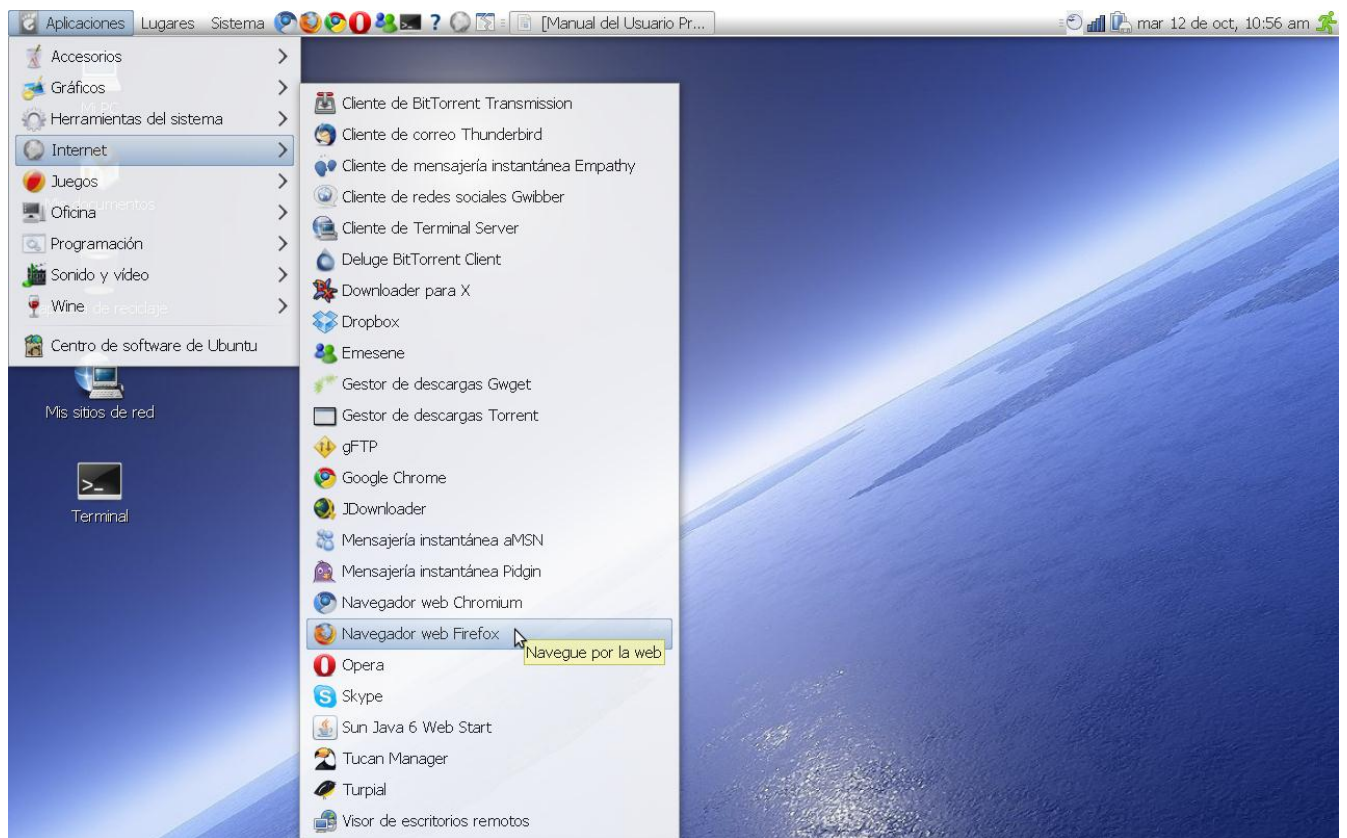 Aplicaciones Lugares Sistema ? [Manual del Usuario Pr... mar 12 de oct, 10:56 am
Accesorios
Gráficos
Herramientas del sistema
Internet
Juegos
Oficina
Programación
Sonido y vídeo
Wine
Centro de software de Ubuntu
Mis sitios de red
>_
Terminal
Cliente de BitTorrent Transmission
Cliente de correo Thunderbird
Cliente de mensajería instantánea Empathy
Cliente de redes sociales Gwibber
Cliente de Terminal Server
Deluge BitTorrent Client
Downloader para X
Dropbox
Emesene
Gestor de descargas Gwget
Gestor de descargas Torrent
gFTP
Google Chrome
JDownloader
Mensajería instantánea aMSN
Mensajería instantánea Pidgin
Navegador web Chromium
Navegador web Firefox
Navegue por la web
Opera
Skype
Sun Java 6 Web Start
Tucan Manager
Turpial
Visor de escritorios remotos